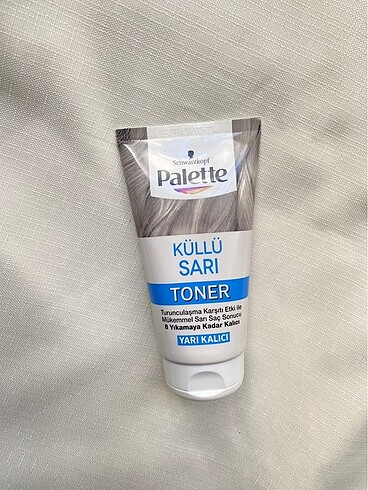 Schwarzkopf
Palette
KÜLLÜ
SARI
TONER
Turunculaşma Karşıtı Etki ile
Mükemmel Sarı Saç Sonucu
8 Yıkamaya Kadar Kalıcı
YARI KALICI